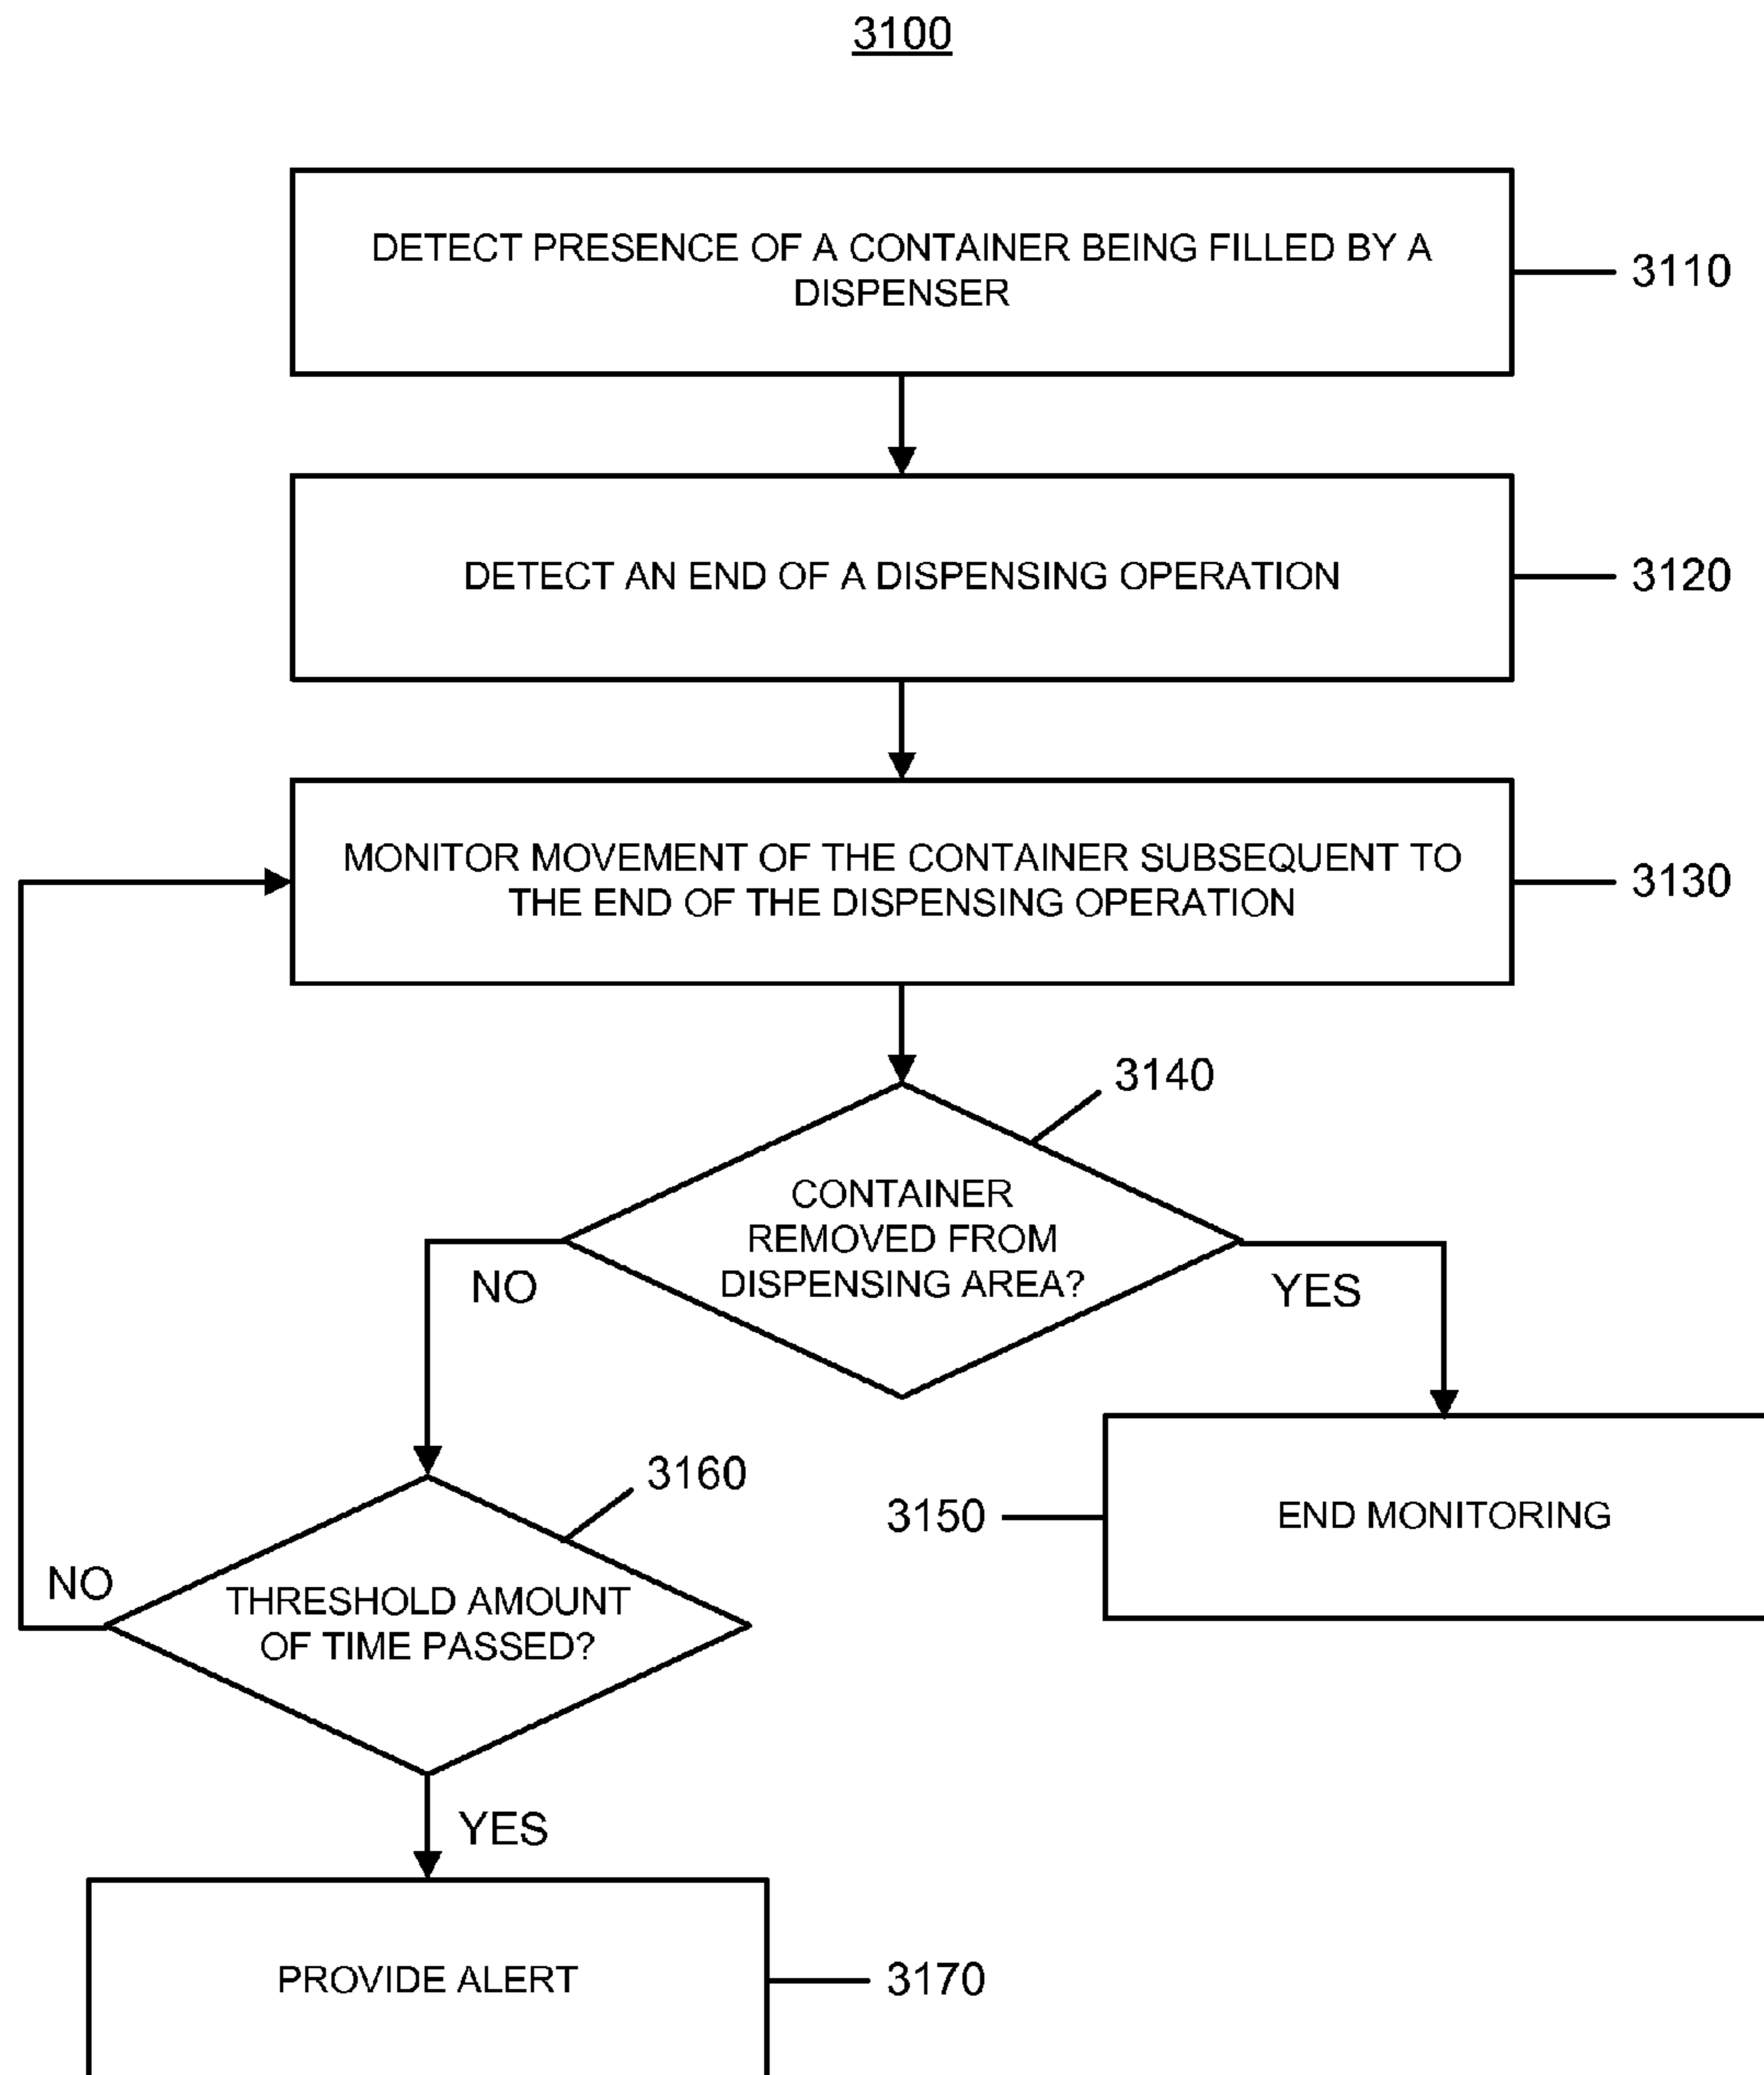 3100
DETECT PRESENCE OF A CONTAINER BEING FILLED BY A
DISPENSER
3110
DETECT AN END OF A DISPENSING OPERATION
3120
MONITOR MOVEMENT OF THE CONTAINER SUBSEQUENT TO
THE END OF THE DISPENSING OPERATION
3130
3140
CONTAINER
REMOVED FROM
DISPENSING AREA?
NO
YES
3160
3150
END MONITORING
NO
THRESHOLD AMOUNT
OF TIME PASSED?
YES
PROVIDE ALERT
3170